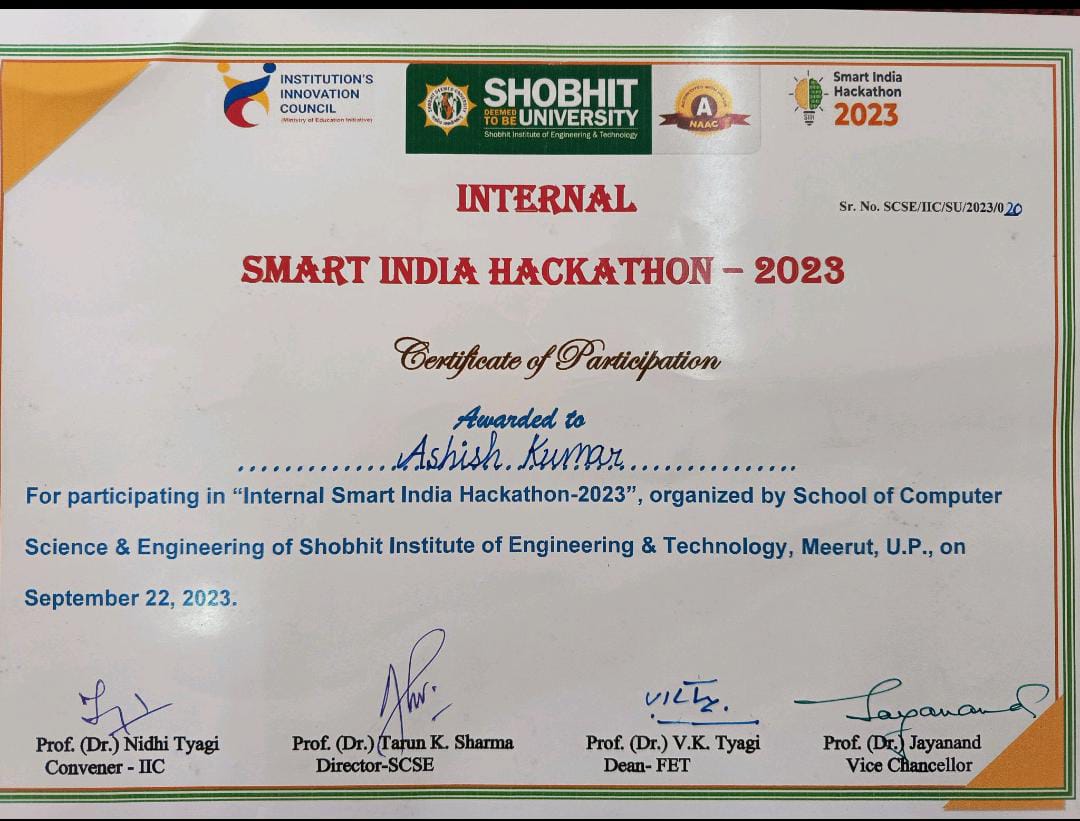 INSTITUTION'S
INNOVATION
COUNCIL
(Ministry of Education Initiative)
SHOBHIT
DEEMED
TO BE UNIVERSITY
Shobhit Institute of Engineering & Technology
ACCREDITED WITH GRADE
A
NAAC
SIH
Smart India
Hackathon
2023
INTERNAL
Sr. No. SCSE/IIC/SU/2023/020
SMART INDIA HACKATHON – 2023
Certificate of Participation
Awarded to
..............Ashish Kumar..................
For participating in “Internal Smart India Hackathon-2023”, organized by School of Computer
Science & Engineering of Shobhit Institute of Engineering & Technology, Meerut, U.P., on
September 22, 2023.
Jayanand
Prof. (Dr.) Nidhi Tyagi
Convener - IIC
Prof. (Dr.) Tarun K. Sharma
Director-SCSE
Prof. (Dr.) V.K. Tyagi
Dean- FET
Prof. (Dr.) Jayanand
Vice Chancellor